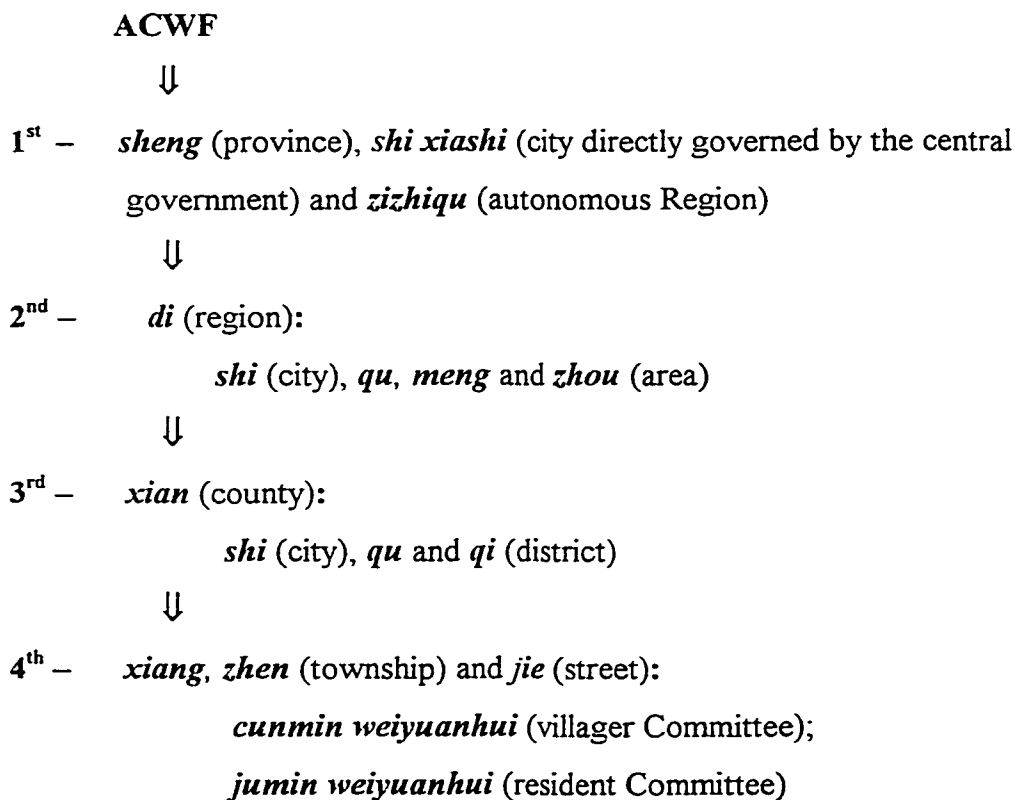 ACWF
⇓
1st – sheng (province), shi xiashi (city directly governed by the central
government) and zizhiqu (autonomous Region)
⇓
2nd – di (region):
shi (city), qu, meng and zhou (area)
⇓
3rd – xian (county):
shi (city), qu and qi (district)
⇓
4th – xiang, zhen (township) and jie (street):
cunmin weiyuanhui (villager Committee);
jumin weiyuanhui (resident Committee)